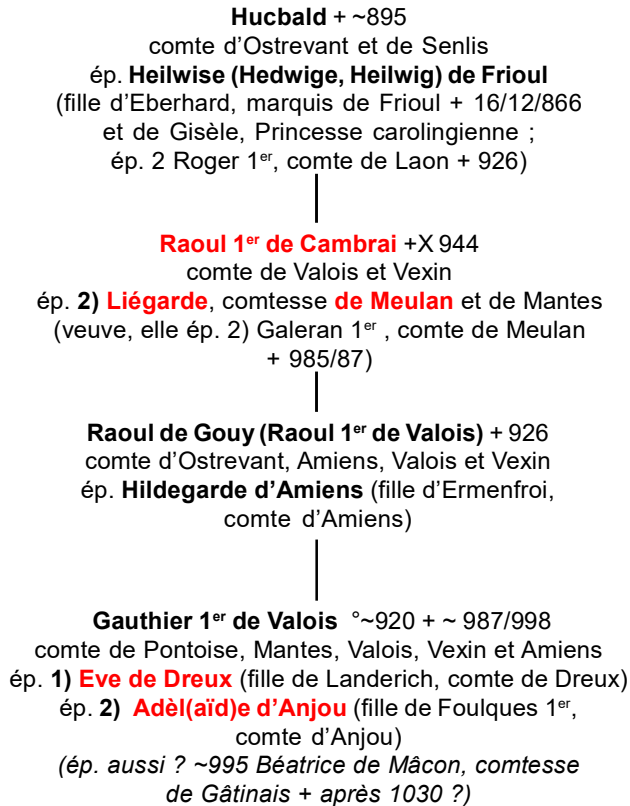 Hucbald + ~895
comte d'Ostrevant et de Senlis
ép. Heilwise (Hedwige, Heilwig) de Frioul
(fille d'Eberhard, marquis de Frioul + 16/12/866
et de Gisèle, Princesse carolingienne ;
ép. 2 Roger 1er, comte de Laon + 926)
Raoul 1er de Cambrai +X 944
comte de Valois et Vexin
ép. 2) Liégarde, comtesse de Meulan et de Mantes
(veuve, elle ép. 2) Galeran 1er , comte de Meulan
+ 985/87)
Raoul de Gouy (Raoul 1er de Valois) + 926
comte d'Ostrevant, Amiens, Valois et Vexin
ép. Hildegarde d'Amiens (fille d'Ermenfroi,
comte d'Amiens)
Gauthier 1er de Valois °~920 + ~ 987/998
comte de Pontoise, Mantes, Valois, Vexin et Amiens
ép. 1) Eve de Dreux (fille de Landerich, comte de Dreux)
ép. 2) Adèl(aïd)e d'Anjou (fille de Foulques 1er,
comte d'Anjou)
(ép. aussi ? ~995 Béatrice de Mâcon, comtesse
de Gâtinais + après 1030 ?)